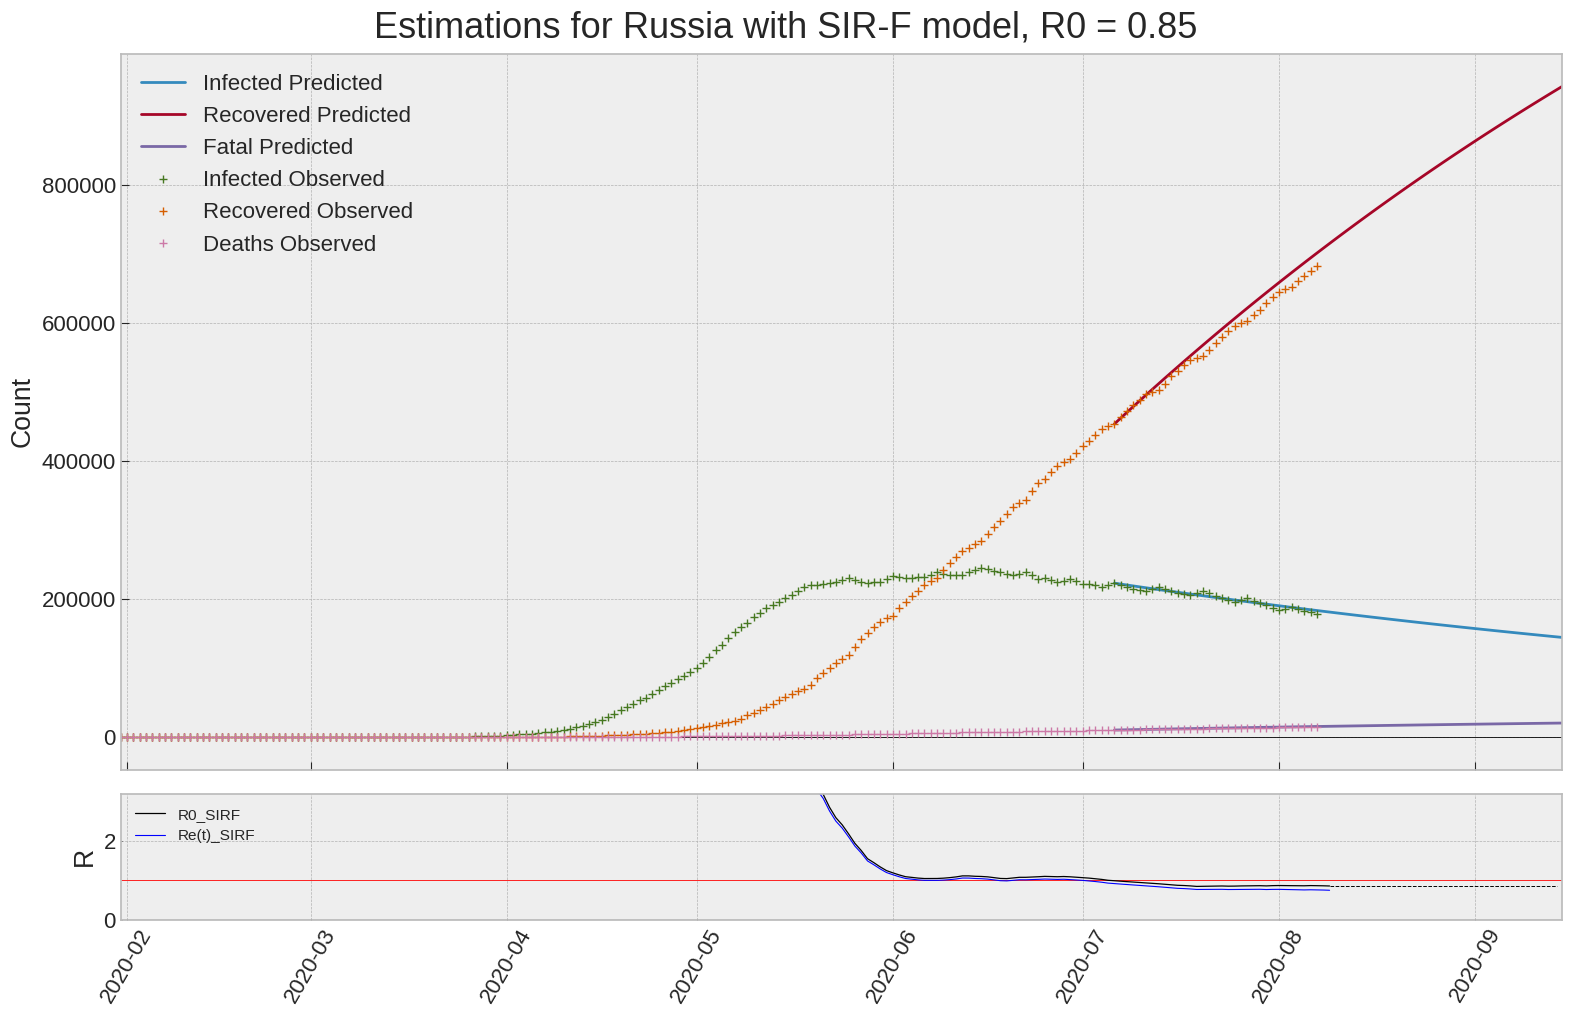 Estimations for Russia with SIR-F model, R0 = 0.85
Infected Predicted
Recovered Predicted
Fatal Predicted
Infected Observed
Recovered Observed
Deaths Observed
800000
600000
400000
200000
0
Count
R0_SIRF
Re(t)_SIRF
2
0
R
2020-02
2020-03
2020-04
2020-05
2020-06
2020-07
2020-08
2020-09